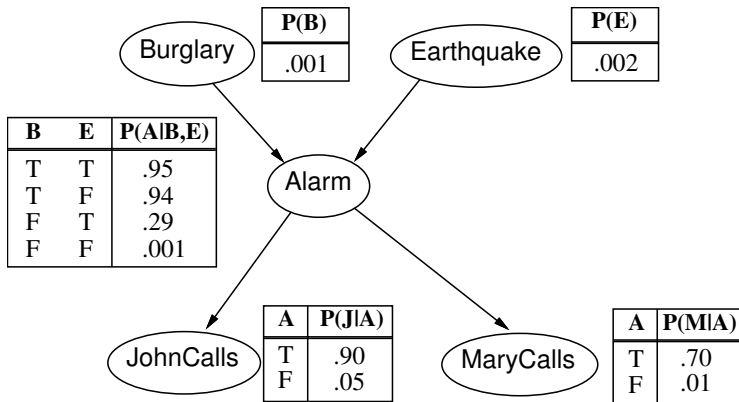 Burglary
P(B)
.001
Earthquake
P(E)
.002
B E P(A|B,E)
T T .95
T F .94
F T .29
F F .001
Alarm
JohnCalls
A P(J|A)
T .90
F .05
MaryCalls
A P(M|A)
T .70
F .01